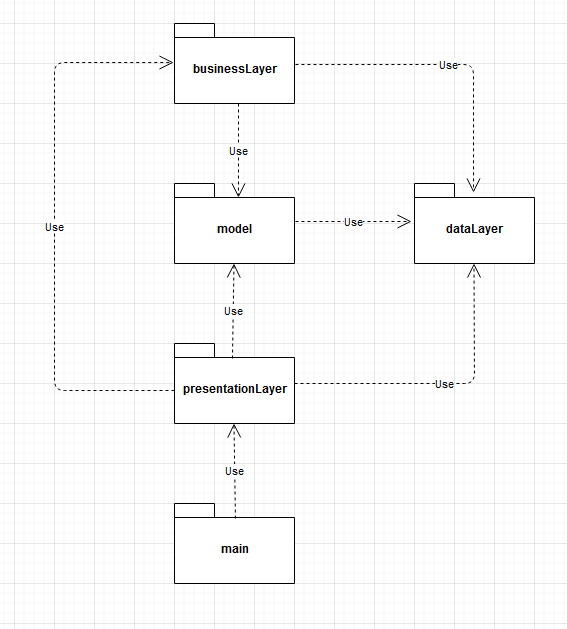 businessLayer
Use
Use
model
Use
dataLayer
Use
Use
presentationLayer
Use
Use
main